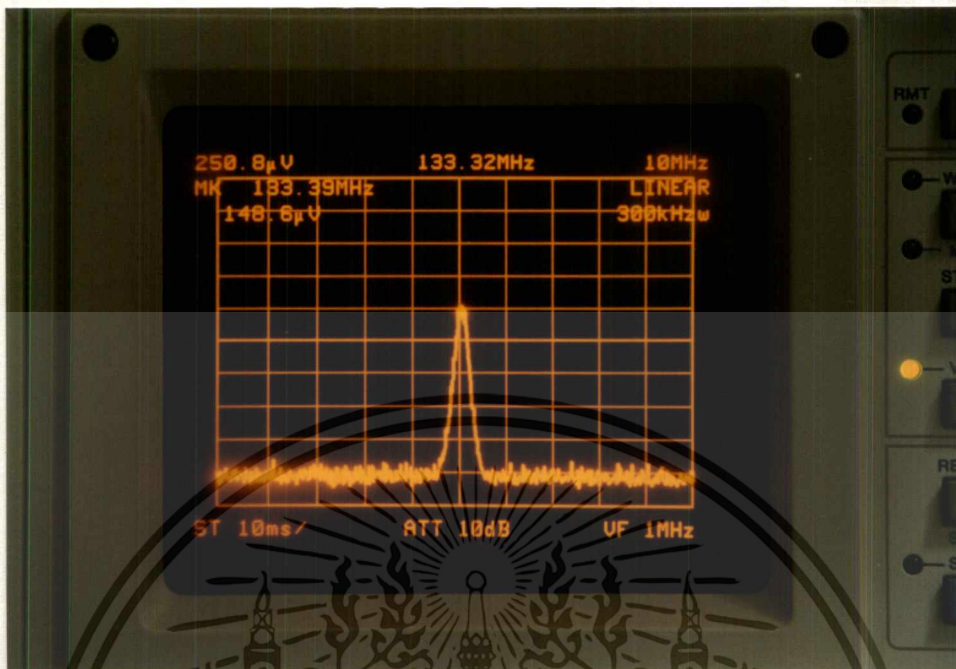 250.8μV 133.32MHz 10MHz
MK 133.39MHz LINEAR
148.6μV 300kHzw
ST 10ms/ ATT 10dB VF 1MHz
RMT